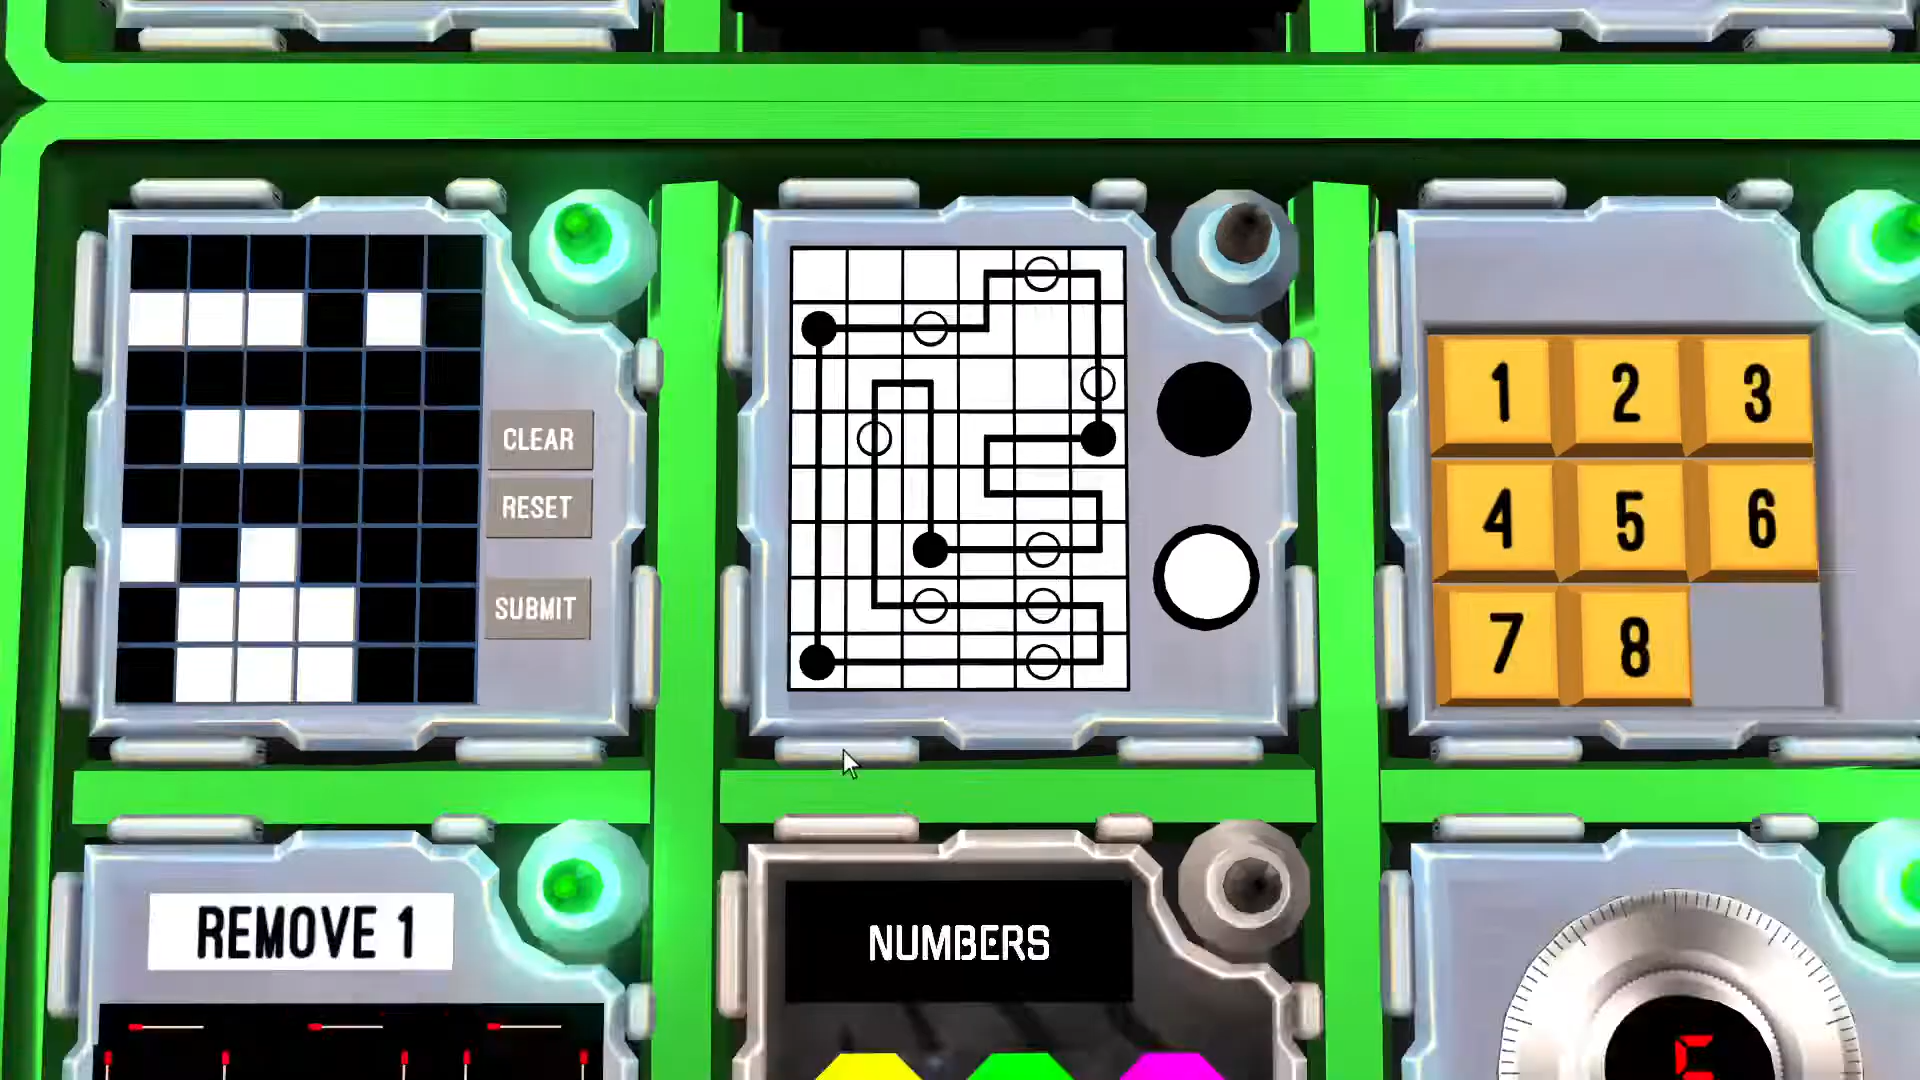 CLEAR
RESET
SUBMIT
1 2 3
4 5 6
7 8
REMOVE 1
NUMBERS